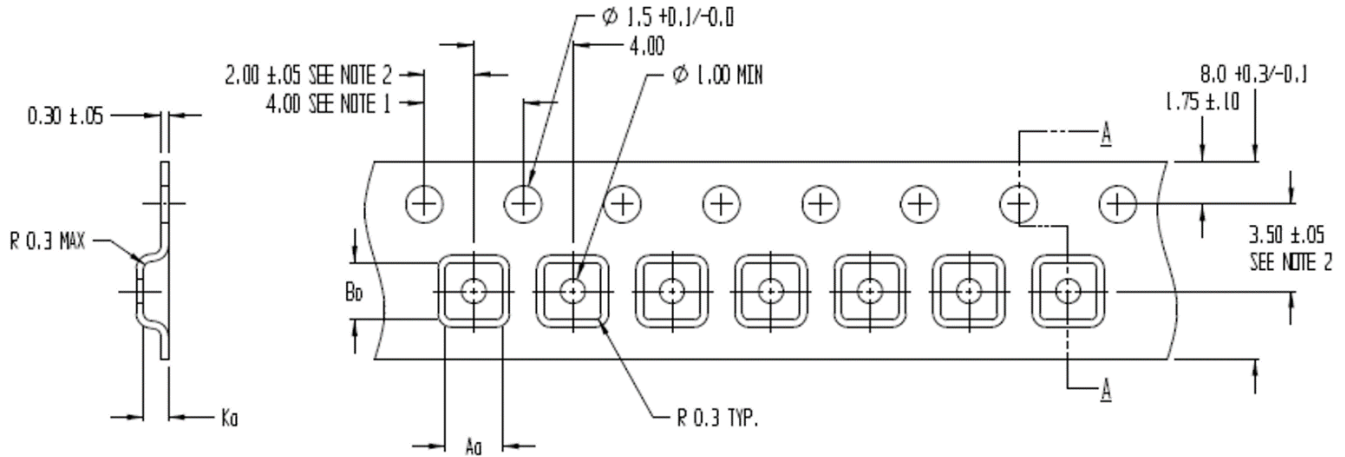 Ø 1.5 +0.1/-0.0
4.00
2.00 ±.05 SEE NOTE 2
Ø 1.00 MIN
8.0 +0.3/-0.1
4.00 SEE NOTE 1
1.75 ±.10
0.30 ±.05
A
R 0.3 MAX
3.50 ±.05
SEE NOTE 2
Bo
A
Ko
R 0.3 TYP.
Ao